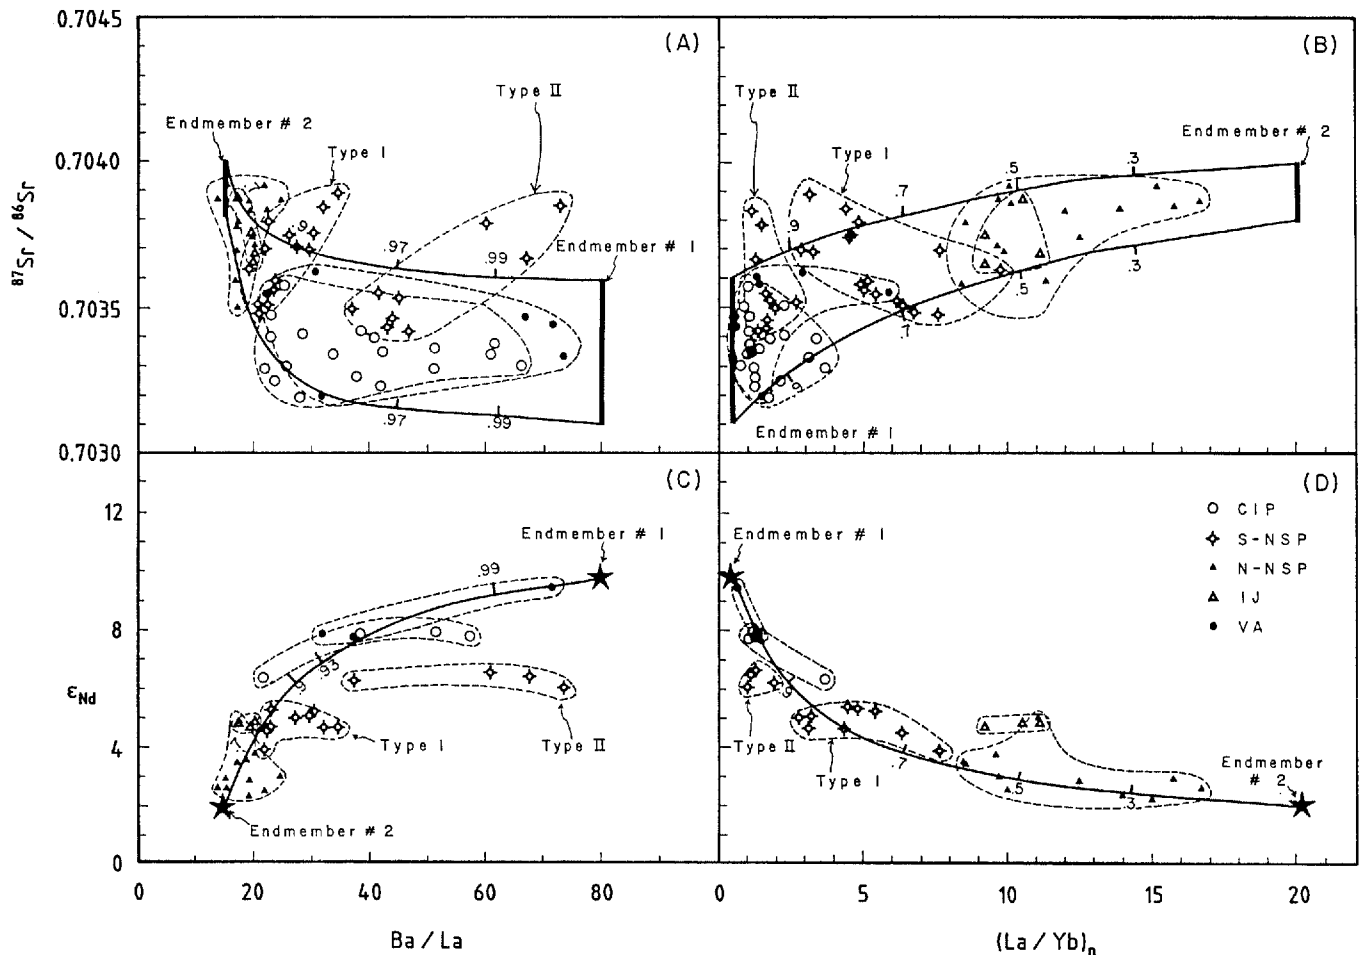 0.7045
0.7040
0.7035
0.7030
87Sr / 86Sr
(A)
Type II
Endmember # 2
Type I
.9
.97
.99
Endmember # 1
.97
.99
(B)
Type II
Type I
Endmember # 2
.9
.7
.5
.3
.9
.7
.5
.3
Endmember # 1
12
8
4
0
εNd
(C)
Endmember # 1
.99
.93
.9
Type I
Type II
Endmember # 2
0 20 40 60 80
Ba / La
(D)
Endmember # 1
CIP
S-NSP
N-NSP
IJ
VA
.9
Type II
Type I
.7
.5
.3
Endmember
# 2
0 5 10 15 20
(La / Yb)n